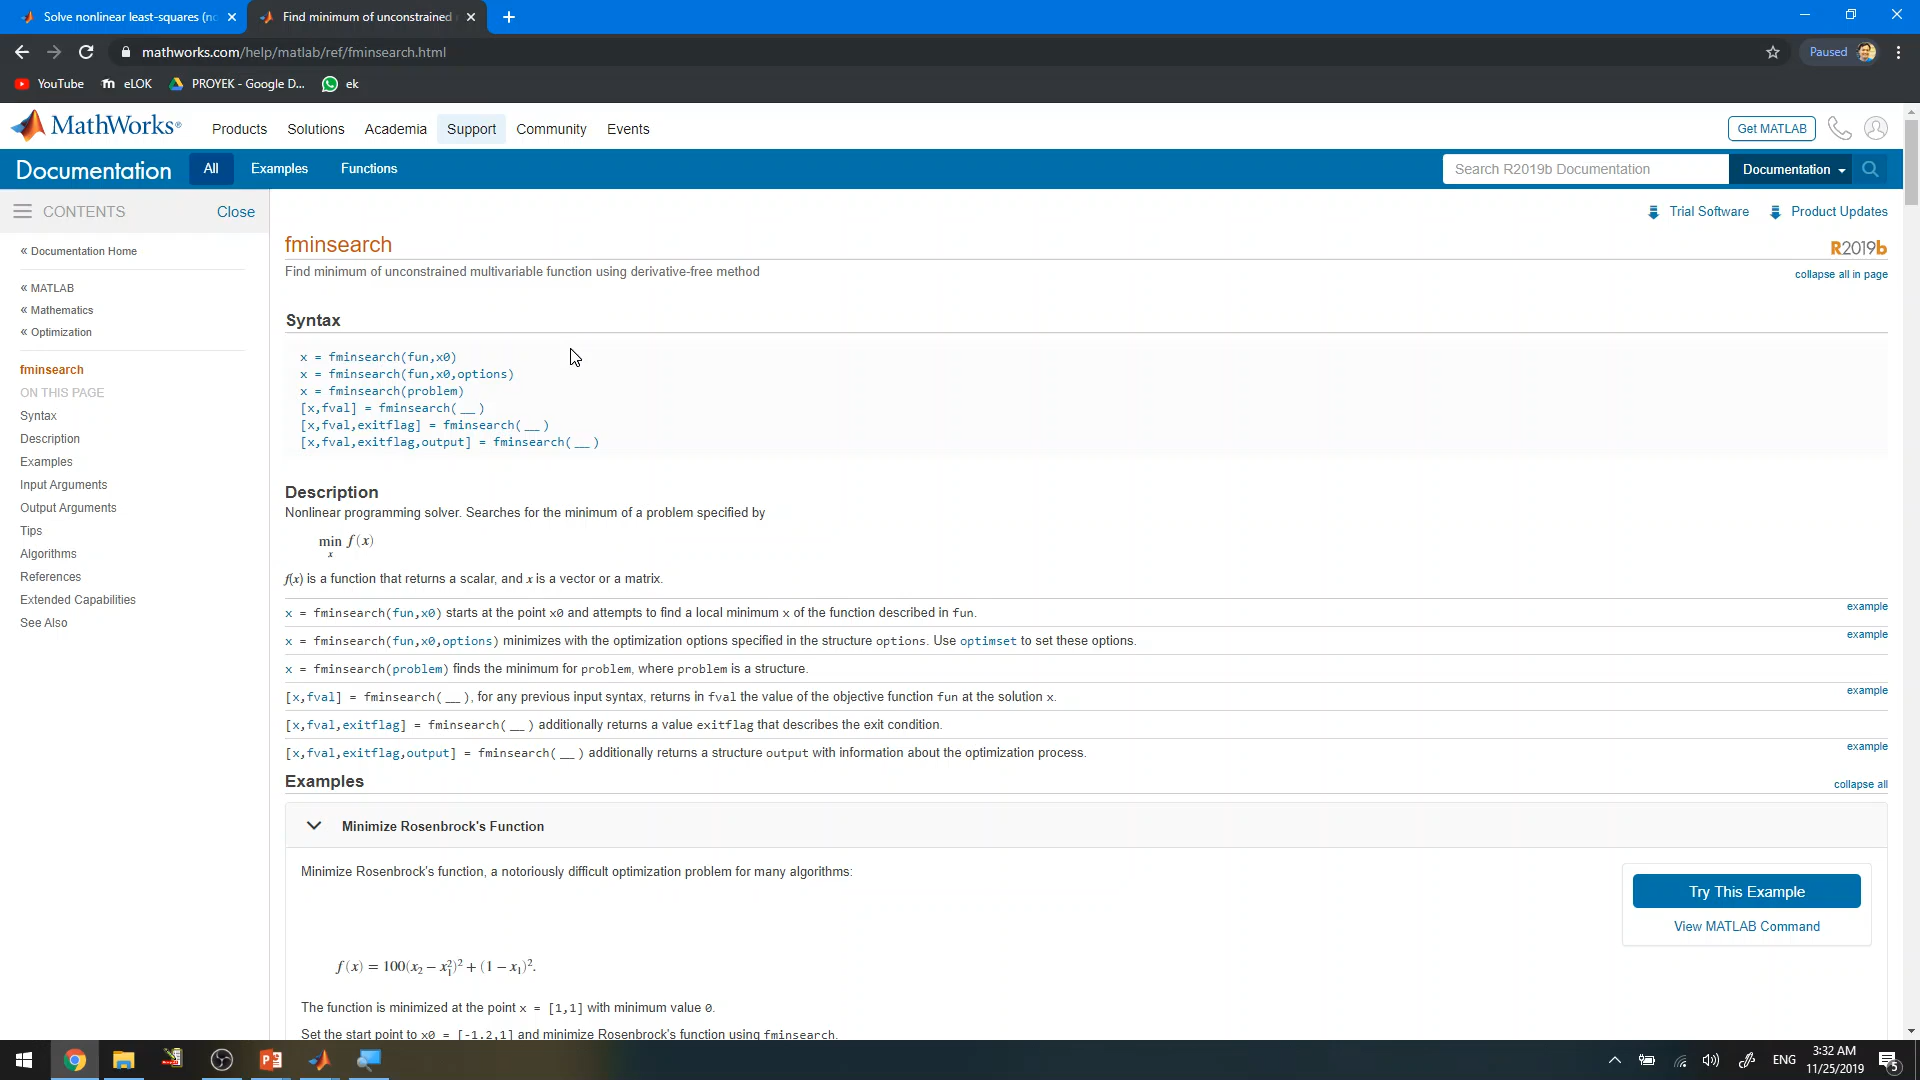 Solve nonlinear least-squares (no
Find minimum of unconstrained
mathworks.com/help/matlab/ref/fminsearch.html
Paused
YouTube
eLOK
PROYEK - Google D...
ek
MathWorks®
Products
Solutions
Academia
Support
Community
Events
Get MATLAB
Documentation
All
Examples
Functions
Search R2019b Documentation
Documentation
CONTENTS
Close
Trial Software
Product Updates
« Documentation Home
« MATLAB
« Mathematics
« Optimization
fminsearch
ON THIS PAGE
Syntax
Description
Examples
Input Arguments
Output Arguments
Tips
Algorithms
References
Extended Capabilities
See Also
fminsearch
R2019b
Find minimum of unconstrained multivariable function using derivative-free method
collapse all in page
Syntax
x = fminsearch(fun,x0)
x = fminsearch(fun,x0,options)
x = fminsearch(problem)
[x,fval] = fminsearch(__)
[x,fval,exitflag] = fminsearch(__)
[x,fval,exitflag,output] = fminsearch(__)
Description
Nonlinear programming solver. Searches for the minimum of a problem specified by
min f(x)
x
f(x) is a function that returns a scalar, and x is a vector or a matrix.
x = fminsearch(fun,x0) starts at the point x0 and attempts to find a local minimum x of the function described in fun.
example
x = fminsearch(fun,x0,options) minimizes with the optimization options specified in the structure options. Use optimset to set these options.
example
x = fminsearch(problem) finds the minimum for problem, where problem is a structure.
[x,fval] = fminsearch(__), for any previous input syntax, returns in fval the value of the objective function fun at the solution x.
example
[x,fval,exitflag] = fminsearch(__) additionally returns a value exitflag that describes the exit condition.
[x,fval,exitflag,output] = fminsearch(__) additionally returns a structure output with information about the optimization process.
example
Examples
collapse all
Minimize Rosenbrock's Function
Minimize Rosenbrock's function, a notoriously difficult optimization problem for many algorithms:
Try This Example
View MATLAB Command
f(x) = 100(x₂ − x₁²)² + (1 − x₁)².
The function is minimized at the point x = [1,1] with minimum value 0.
Set the start point to x0 = [-1.2,1] and minimize Rosenbrock's function using fminsearch.
ENG
3:32 AM
11/25/2019
5